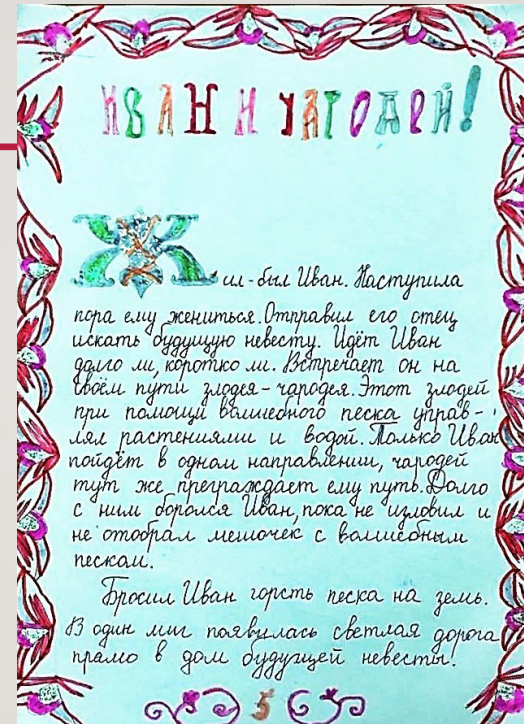 ИВАН И ЧАРОДЕЙ!
Жил-был Иван. Наступила
пора ему жениться. Отправил его отец
искать будущую невесту. Идёт Иван
долго ли, коротко ли. Встречает он на
своём пути злодея-чародея. Этот злодей
при помощи волшебного песка управ-
лял растениями и водой. Только Иван
пойдёт в одном направлении, чародей
тут же преграждает ему путь. Долго
с ним боролся Иван, пока не изловил и
не отобрал мешочек с волшебным
песком.
Бросил Иван горсть песка на земь.
В один миг появилась светлая дорога
прямо в дом будущей невесты.
5